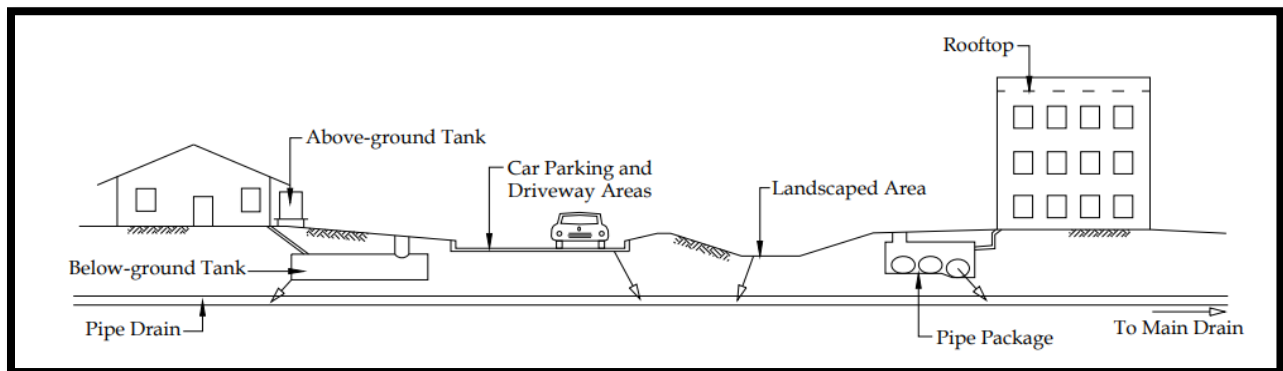 Rooftop
Above-ground Tank
Car Parking and
Driveway Areas
Landscaped Area
Below-ground Tank
Pipe Drain
Pipe Package
To Main Drain